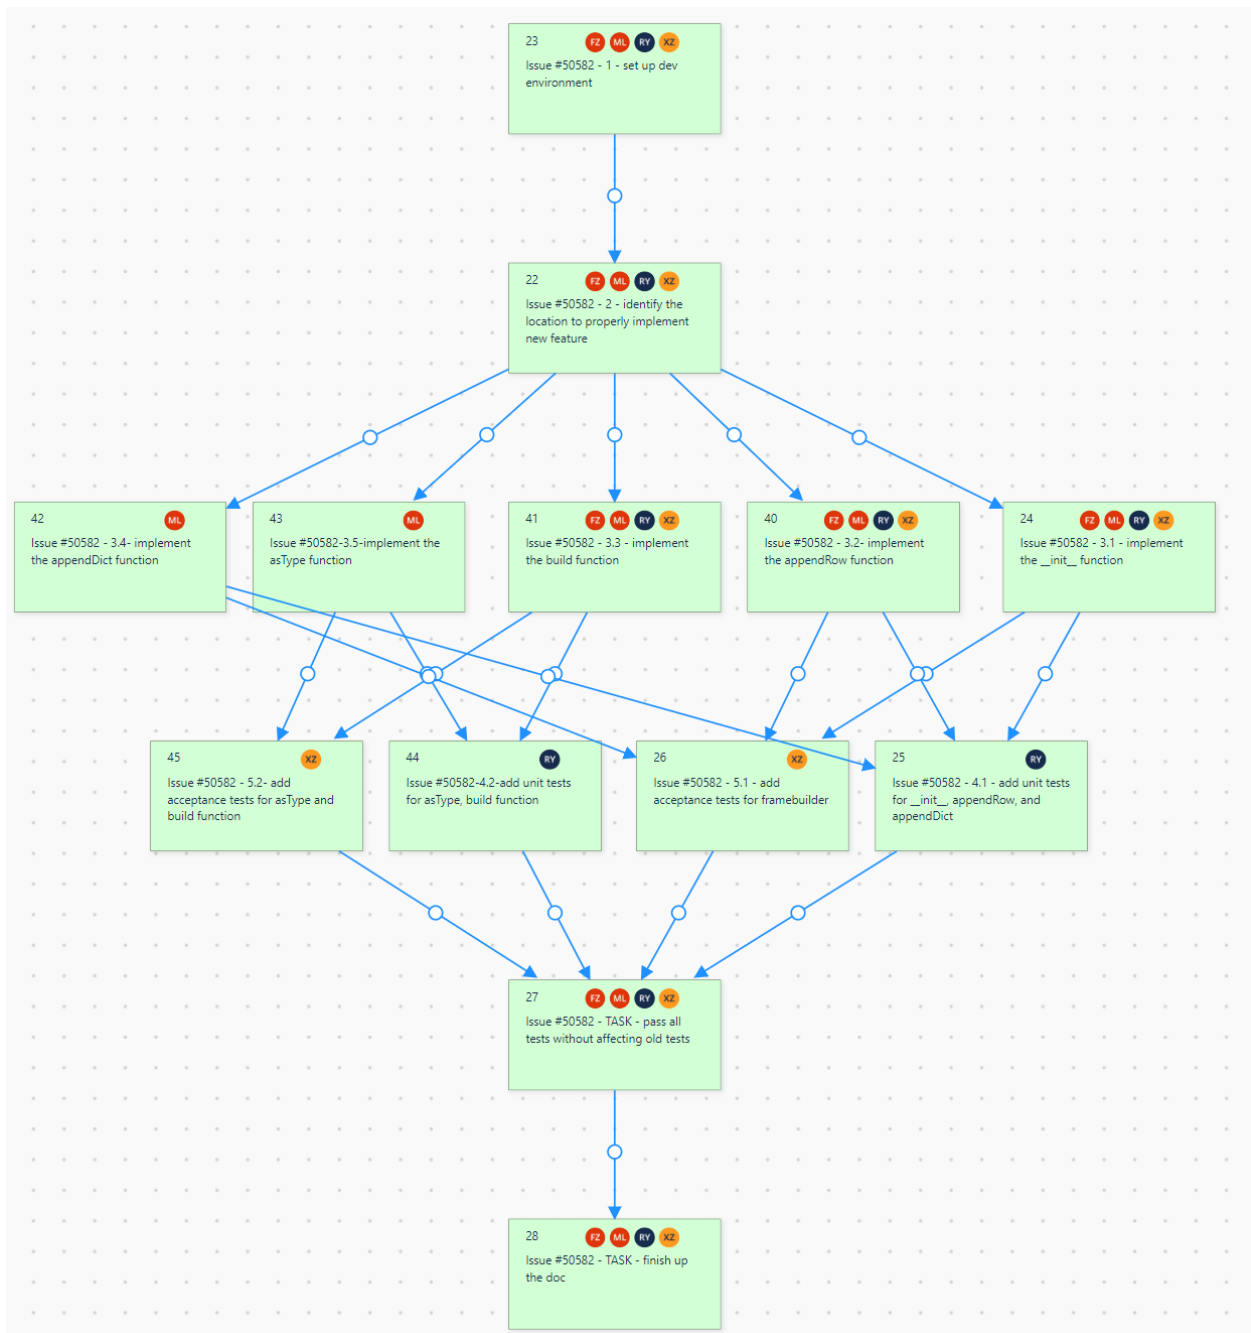 23 FZ ML RY XZ
Issue #50582 - 1 - set up dev
environment
22 FZ ML RY XZ
Issue #50582 - 2 - identify the
location to properly implement
new feature
42 ML
Issue #50582 - 3.4- implement
the appendDict function
43 ML
Issue #50582-3.5-implement the
asType function
41 FZ ML RY XZ
Issue #50582 - 3.3 - implement
the build function
40 FZ ML RY XZ
Issue #50582 - 3.2- implement
the appendRow function
24 FZ ML RY XZ
Issue #50582 - 3.1 - implement
the __init__ function
45 XZ
Issue #50582 - 5.2- add
acceptance tests for asType and
build function
44 RY
Issue #50582-4.2-add unit tests
for asType, build function
26 XZ
Issue #50582 - 5.1 - add
acceptance tests for framebuilder
25 RY
Issue #50582 - 4.1 - add unit tests
for __init__, appendRow, and
appendDict
27 FZ ML RY XZ
Issue #50582 - TASK - pass all
tests without affecting old tests
28 FZ ML RY XZ
Issue #50582 - TASK - finish up
the doc